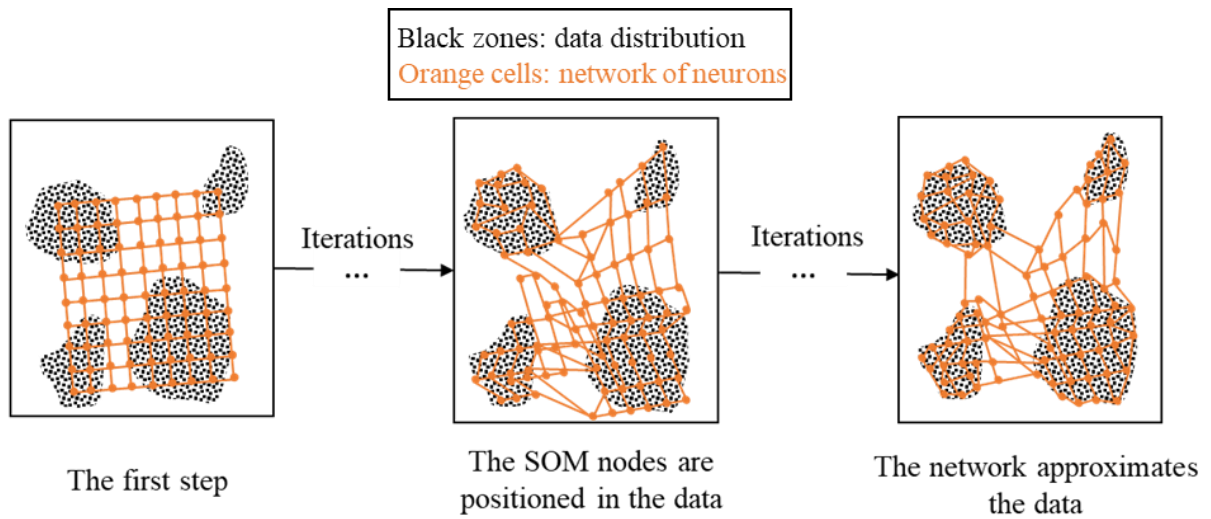 Black zones: data distribution
Orange cells: network of neurons
Iterations
...
Iterations
...
The first step
The SOM nodes are
positioned in the data
The network approximates
the data